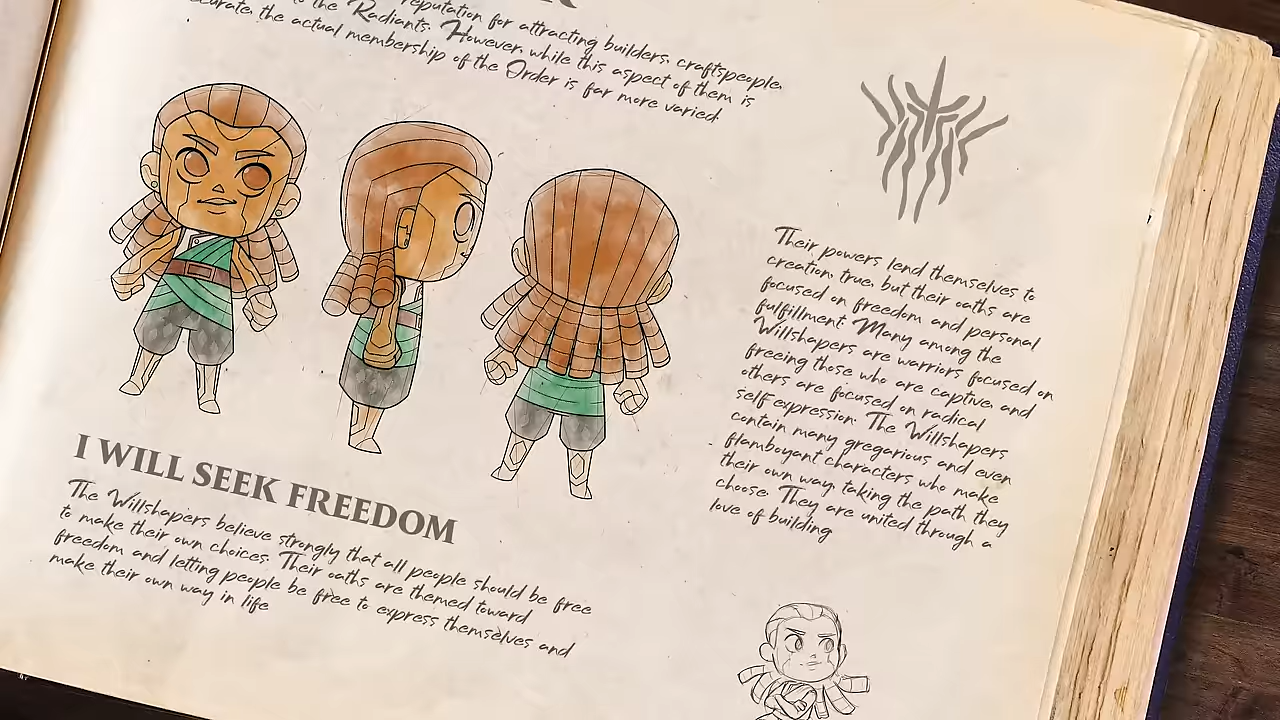 reputation for attracting builders, craftspeople,
to the Radiants. However, while this aspect of them is
accurate, the actual membership of the Order is far more varied.
Their powers lend themselves to
creation, true, but their oaths are
focused on freedom and personal
fulfillment. Many among the
Willshapers are warriors focused on
freeing those who are captive, and
others are focused on radical
self expression. The Willshapers
contain many gregarious and even
flamboyant characters who make
their own way, taking the path they
choose. They are united through a
love of building
I WILL SEEK FREEDOM
The Willshapers believe strongly that all people should be free
to make their own choices. Their oaths are themed toward
freedom and letting people be free to express themselves and
make their own way in life